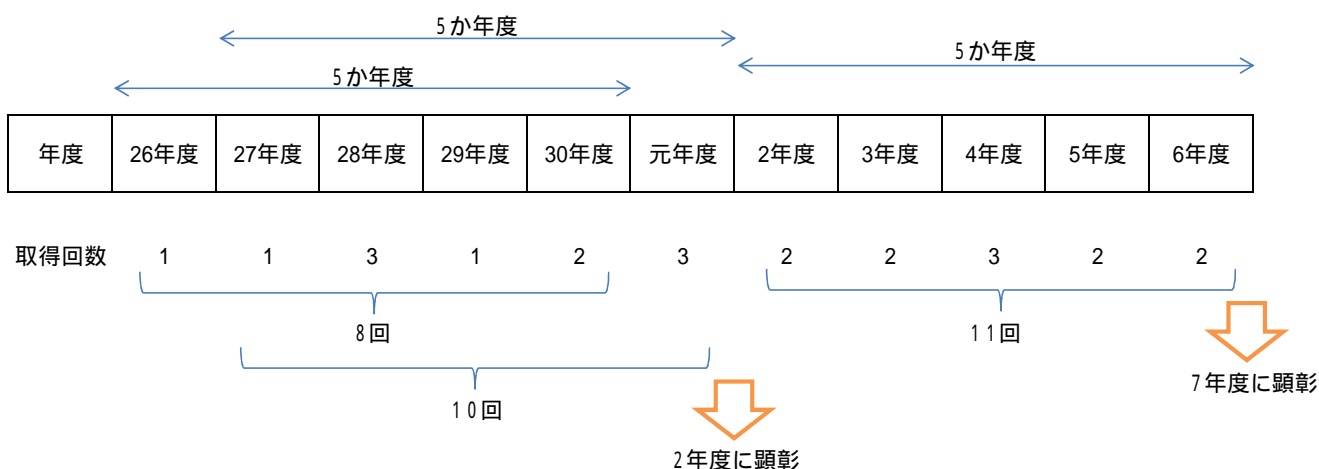 5か年度
5か年度
5か年度
年度 26年度 27年度 28年度 29年度 30年度 元年度 2年度 3年度 4年度 5年度 6年度
取得回数 1 1 3 1 2 3 2 2 3 2 2
8回
11回
10回
7年度に顕彰
2年度に顕彰